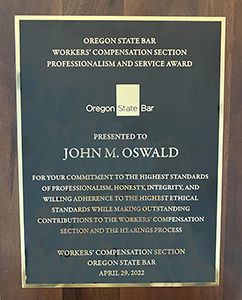 OREGON STATE BAR
WORKERS' COMPENSATION SECTION
PROFESSIONALISM AND SERVICE AWARD
Oregon State Bar
PRESENTED TO
JOHN M. OSWALD
FOR YOUR COMMITMENT TO THE HIGHEST STANDARDS
OF PROFESSIONALISM, HONESTY, INTEGRITY, AND
WILLING ADHERENCE TO THE HIGHEST ETHICAL
STANDARDS WHILE MAKING OUTSTANDING
CONTRIBUTIONS TO THE WORKERS' COMPENSATION
SECTION AND THE HEARINGS PROCESS
WORKERS' COMPENSATION SECTION
OREGON STATE BAR
APRIL 29, 2022